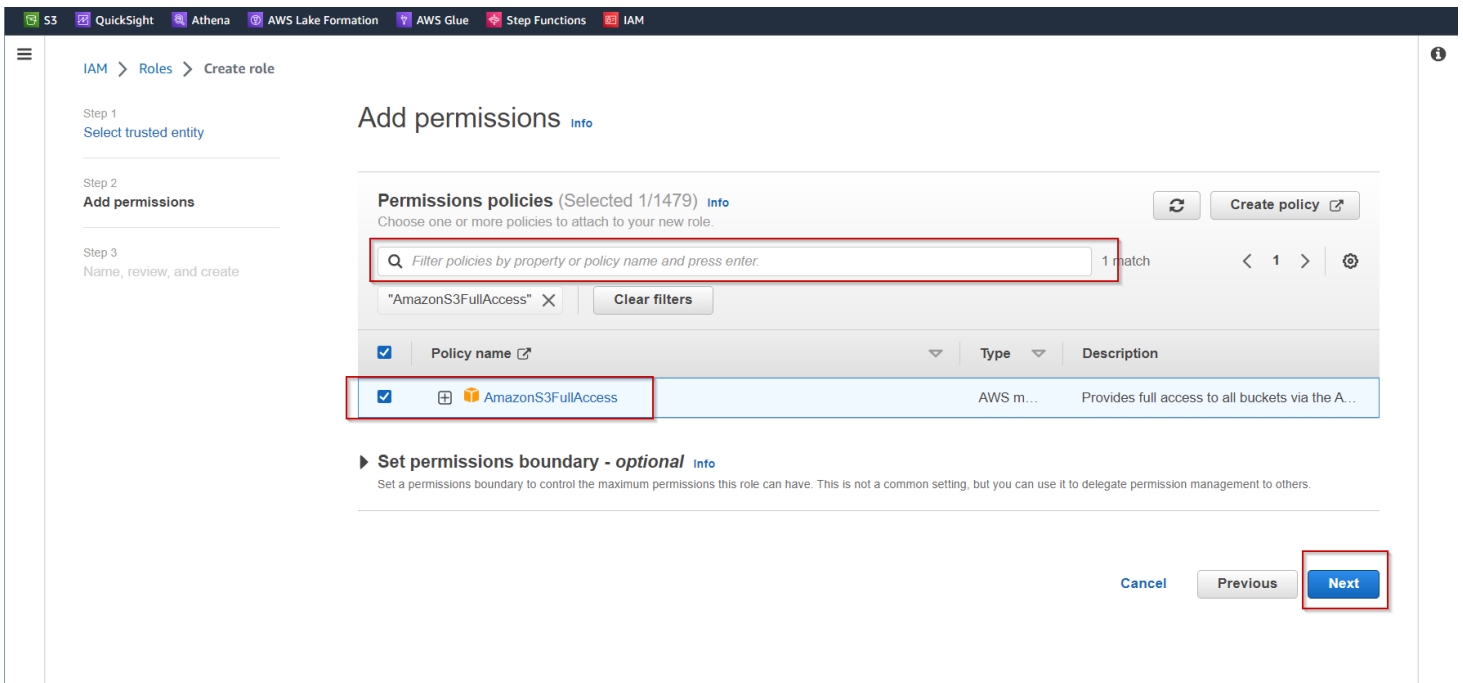 S3 QuickSight Athena AWS Lake Formation AWS Glue Step Functions IAM
IAM Roles Create role
Step 1
Select trusted entity
Step 2
Add permissions
Step 3
Name, review, and create
Add permissions Info
Permissions policies (Selected 1/1479) Info
Choose one or more policies to attach to your new role.
Create policy
Filter policies by property or policy name and press enter.
1 match
1
"AmazonS3FullAccess"
Clear filters
Policy name Type Description
AmazonS3FullAccess AWS m... Provides full access to all buckets via the A...
Set permissions boundary - optional Info
Set a permissions boundary to control the maximum permissions this role can have. This is not a common setting, but you can use it to delegate permission management to others.
Cancel Previous Next